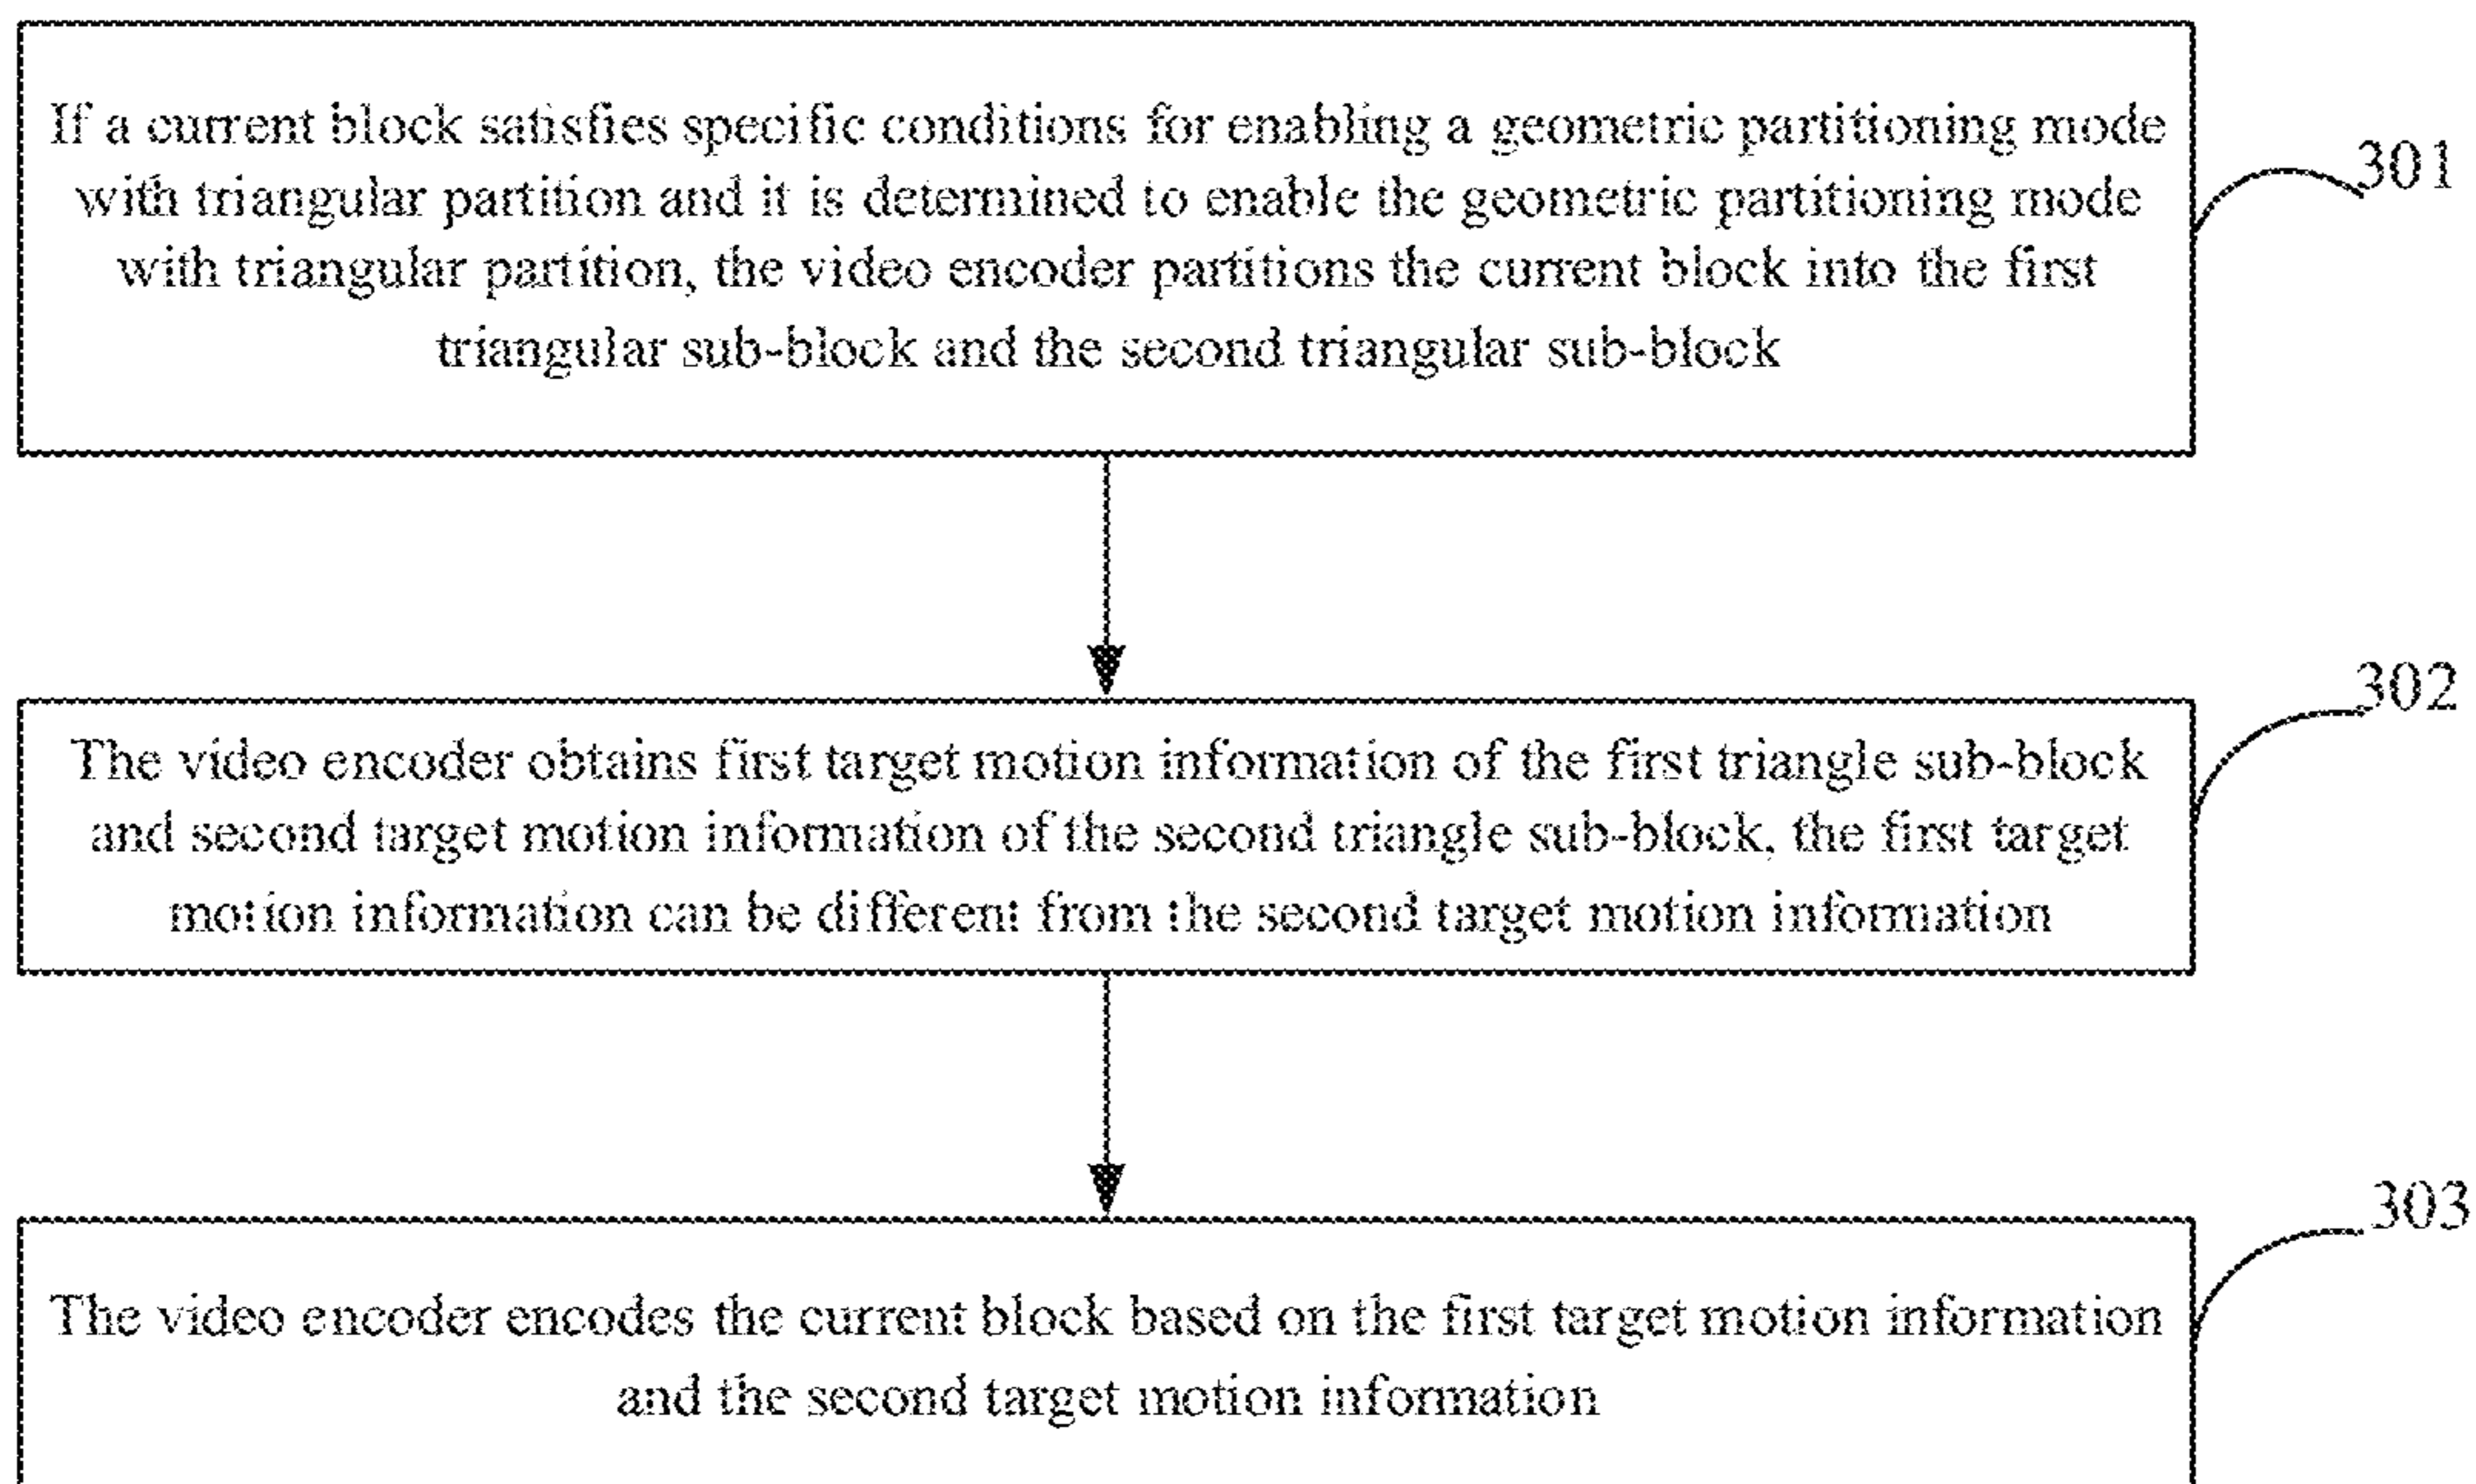 If a current block satisfies specific conditions for enabling a geometric partitioning mode
with triangular partition and it is determined to enable the geometric partitioning mode
with triangular partition, the video encoder partitions the current block into the first
triangular sub-block and the second triangular sub-block
301
The video encoder obtains first target motion information of the first triangle sub-block
and second target motion information of the second triangle sub-block, the first target
motion information can be different from the second target motion information
302
The video encoder encodes the current block based on the first target motion information
and the second target motion information
303